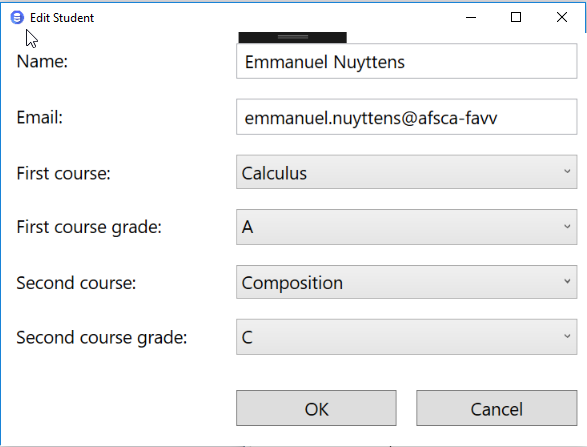 Edit Student
Name: Emmanuel Nuyttens
Email: emmanuel.nuyttens@afsca-favv
First course: Calculus
First course grade: A
Second course: Composition
Second course grade: C
OK Cancel